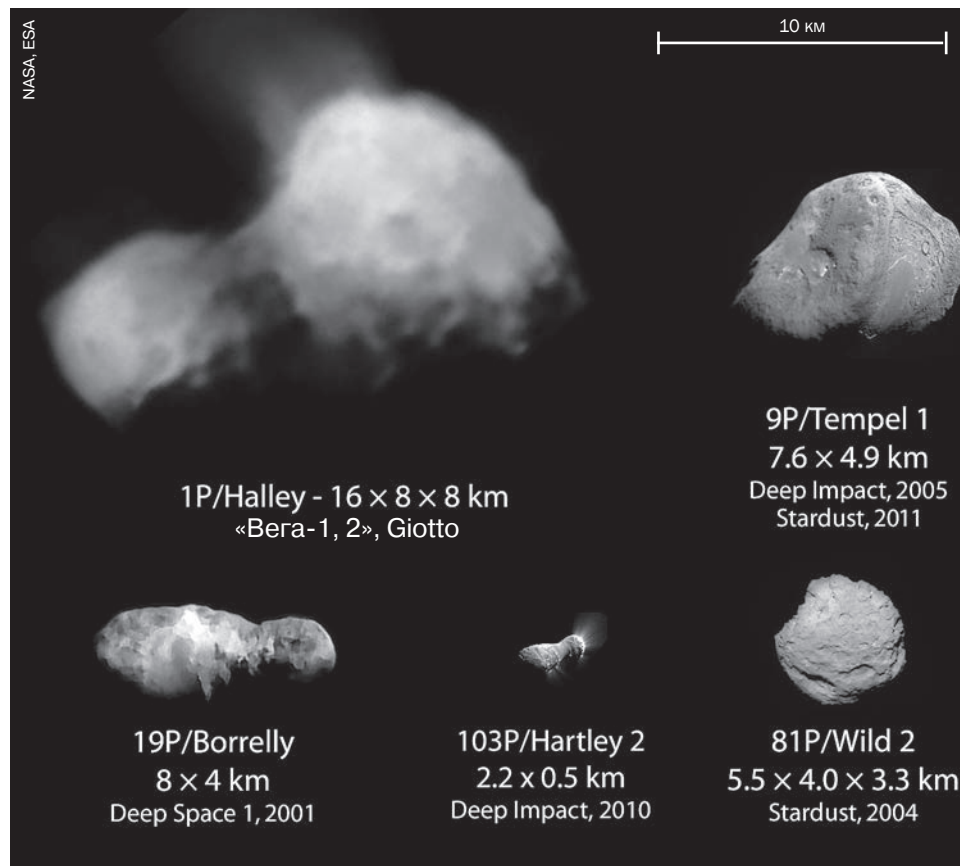 NASA, ESA
10 км
9P/Tempel 1
7.6 × 4.9 km
Deep Impact, 2005
Stardust, 2011
1P/Halley - 16 × 8 × 8 km
«Вега-1, 2», Giotto
19P/Borrelly
8 × 4 km
Deep Space 1, 2001
103P/Hartley 2
2.2 x 0.5 km
Deep Impact, 2010
81P/Wild 2
5.5 × 4.0 × 3.3 km
Stardust, 2004